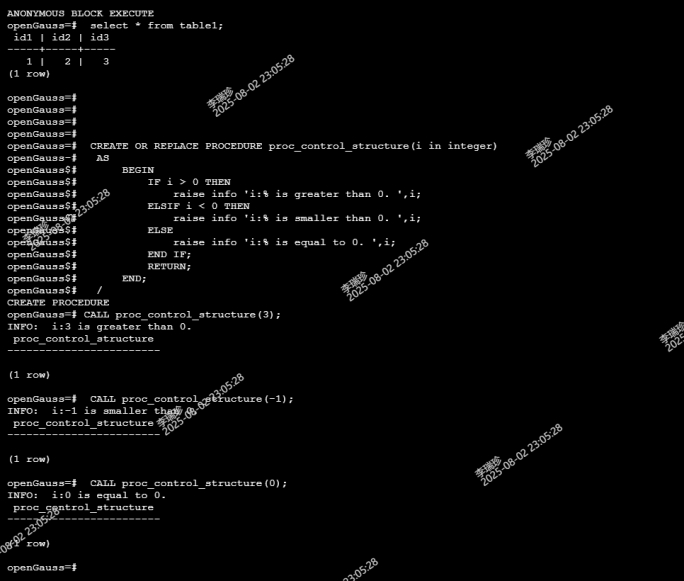 ANONYMOUS BLOCK EXECUTE
openGauss=#  select * from table1;
 id1 | id2 | id3
-----+-----+-----
   1 |   2 |   3
(1 row)

openGauss=#
openGauss=#
openGauss=#
openGauss=#
openGauss=#  CREATE OR REPLACE PROCEDURE proc_control_structure(i in integer)
openGauss-#   AS
openGauss$#       BEGIN
openGauss$#           IF i > 0 THEN
openGauss$#               raise info 'i:% is greater than 0. ',i;
openGauss$#           ELSIF i < 0 THEN
openGauss$#               raise info 'i:% is smaller than 0. ',i;
openGauss$#           ELSE
openGauss$#               raise info 'i:% is equal to 0. ',i;
openGauss$#           END IF;
openGauss$#           RETURN;
openGauss$#       END;
openGauss$#   /
CREATE PROCEDURE
openGauss=# CALL proc_control_structure(3);
INFO:  i:3 is greater than 0.
 proc_control_structure
------------------------

(1 row)

openGauss=#  CALL proc_control_structure(-1);
INFO:  i:-1 is smaller than 0.
 proc_control_structure
------------------------

(1 row)

openGauss=#  CALL proc_control_structure(0);
INFO:  i:0 is equal to 0.
 proc_control_structure
------------------------

(1 row)

openGauss=#
李瑞珍
2025-08-02 23:05:28
李瑞珍
2025-08-02 23:05:28
李瑞珍
2025-08-02 23:05:28
李瑞珍
2025-08-02 23:05:28
李瑞珍
2025
李瑞珍
2025-08-02 23:05:28
李瑞珍
2025-08-02 23:05:28
-08-02 23:05:28
23:05:28